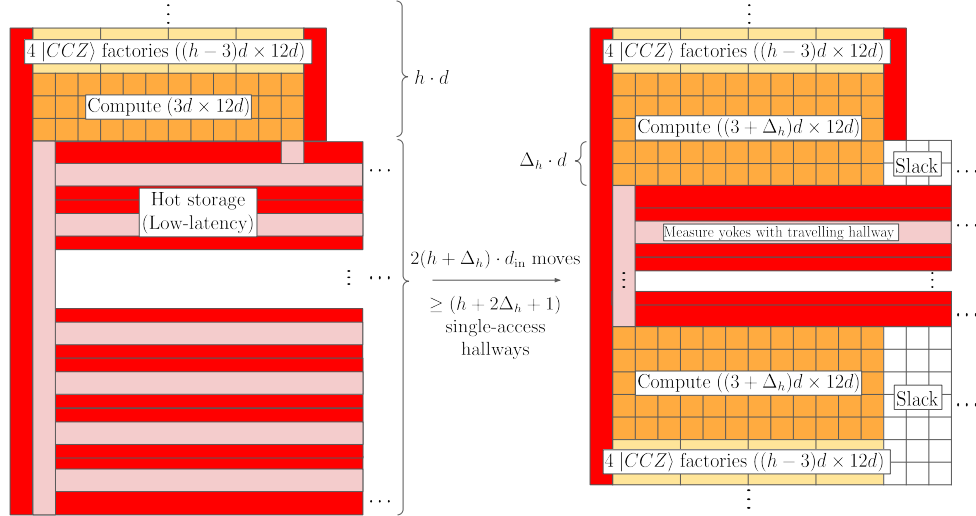 4 |CCZ⟩ factories ((h − 3)d × 12d)
Compute (3d × 12d)
h · d
Hot storage
(Low-latency)
2(h + Δ_h) · d_in moves
≥ (h + 2Δ_h + 1)
single-access
hallways
4 |CCZ⟩ factories ((h − 3)d × 12d)
Compute ((3 + Δ_h)d × 12d)
Δ_h · d
Slack
Measure yokes with travelling hallway
Compute ((3 + Δ_h)d × 12d)
Slack
4 |CCZ⟩ factories ((h − 3)d × 12d)